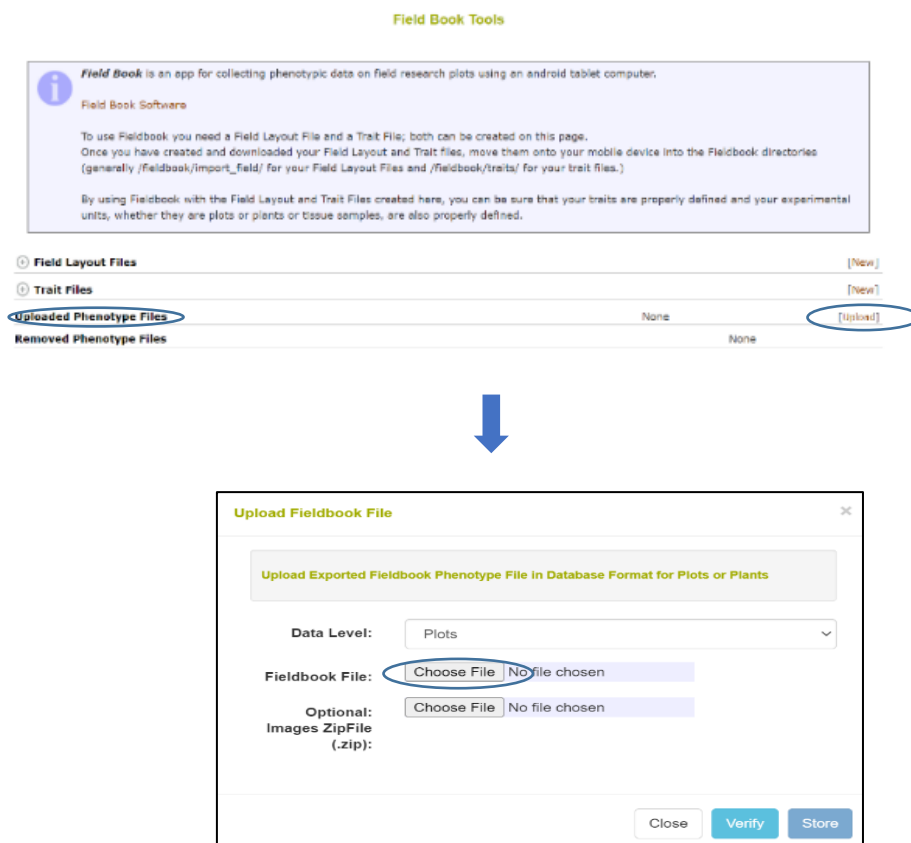 Field Book Tools
i
Field Book is an app for collecting phenotypic data on field research plots using an android tablet computer.
Field Book Software
To use Fieldbook you need a Field Layout File and a Trait File; both can be created on this page.
Once you have created and downloaded your Field Layout and Trait files, move them onto your mobile device into the Fieldbook directories
(generally /fieldbook/import_field/ for your Field Layout Files and /fieldbook/traits/ for your trait files.)
By using Fieldbook with the Field Layout and Trait Files created here, you can be sure that your traits are properly defined and your experimental
units, whether they are plots or plants or tissue samples, are also properly defined.
Field Layout Files [New]
Trait Files [New]
Uploaded Phenotype Files None [Upload]
Removed Phenotype Files None
Upload Fieldbook File ×
Upload Exported Fieldbook Phenotype File in Database Format for Plots or Plants
Data Level: Plots
Fieldbook File: Choose File No file chosen
Optional: Choose File No file chosen
Images ZipFile
(.zip):
Close Verify Store